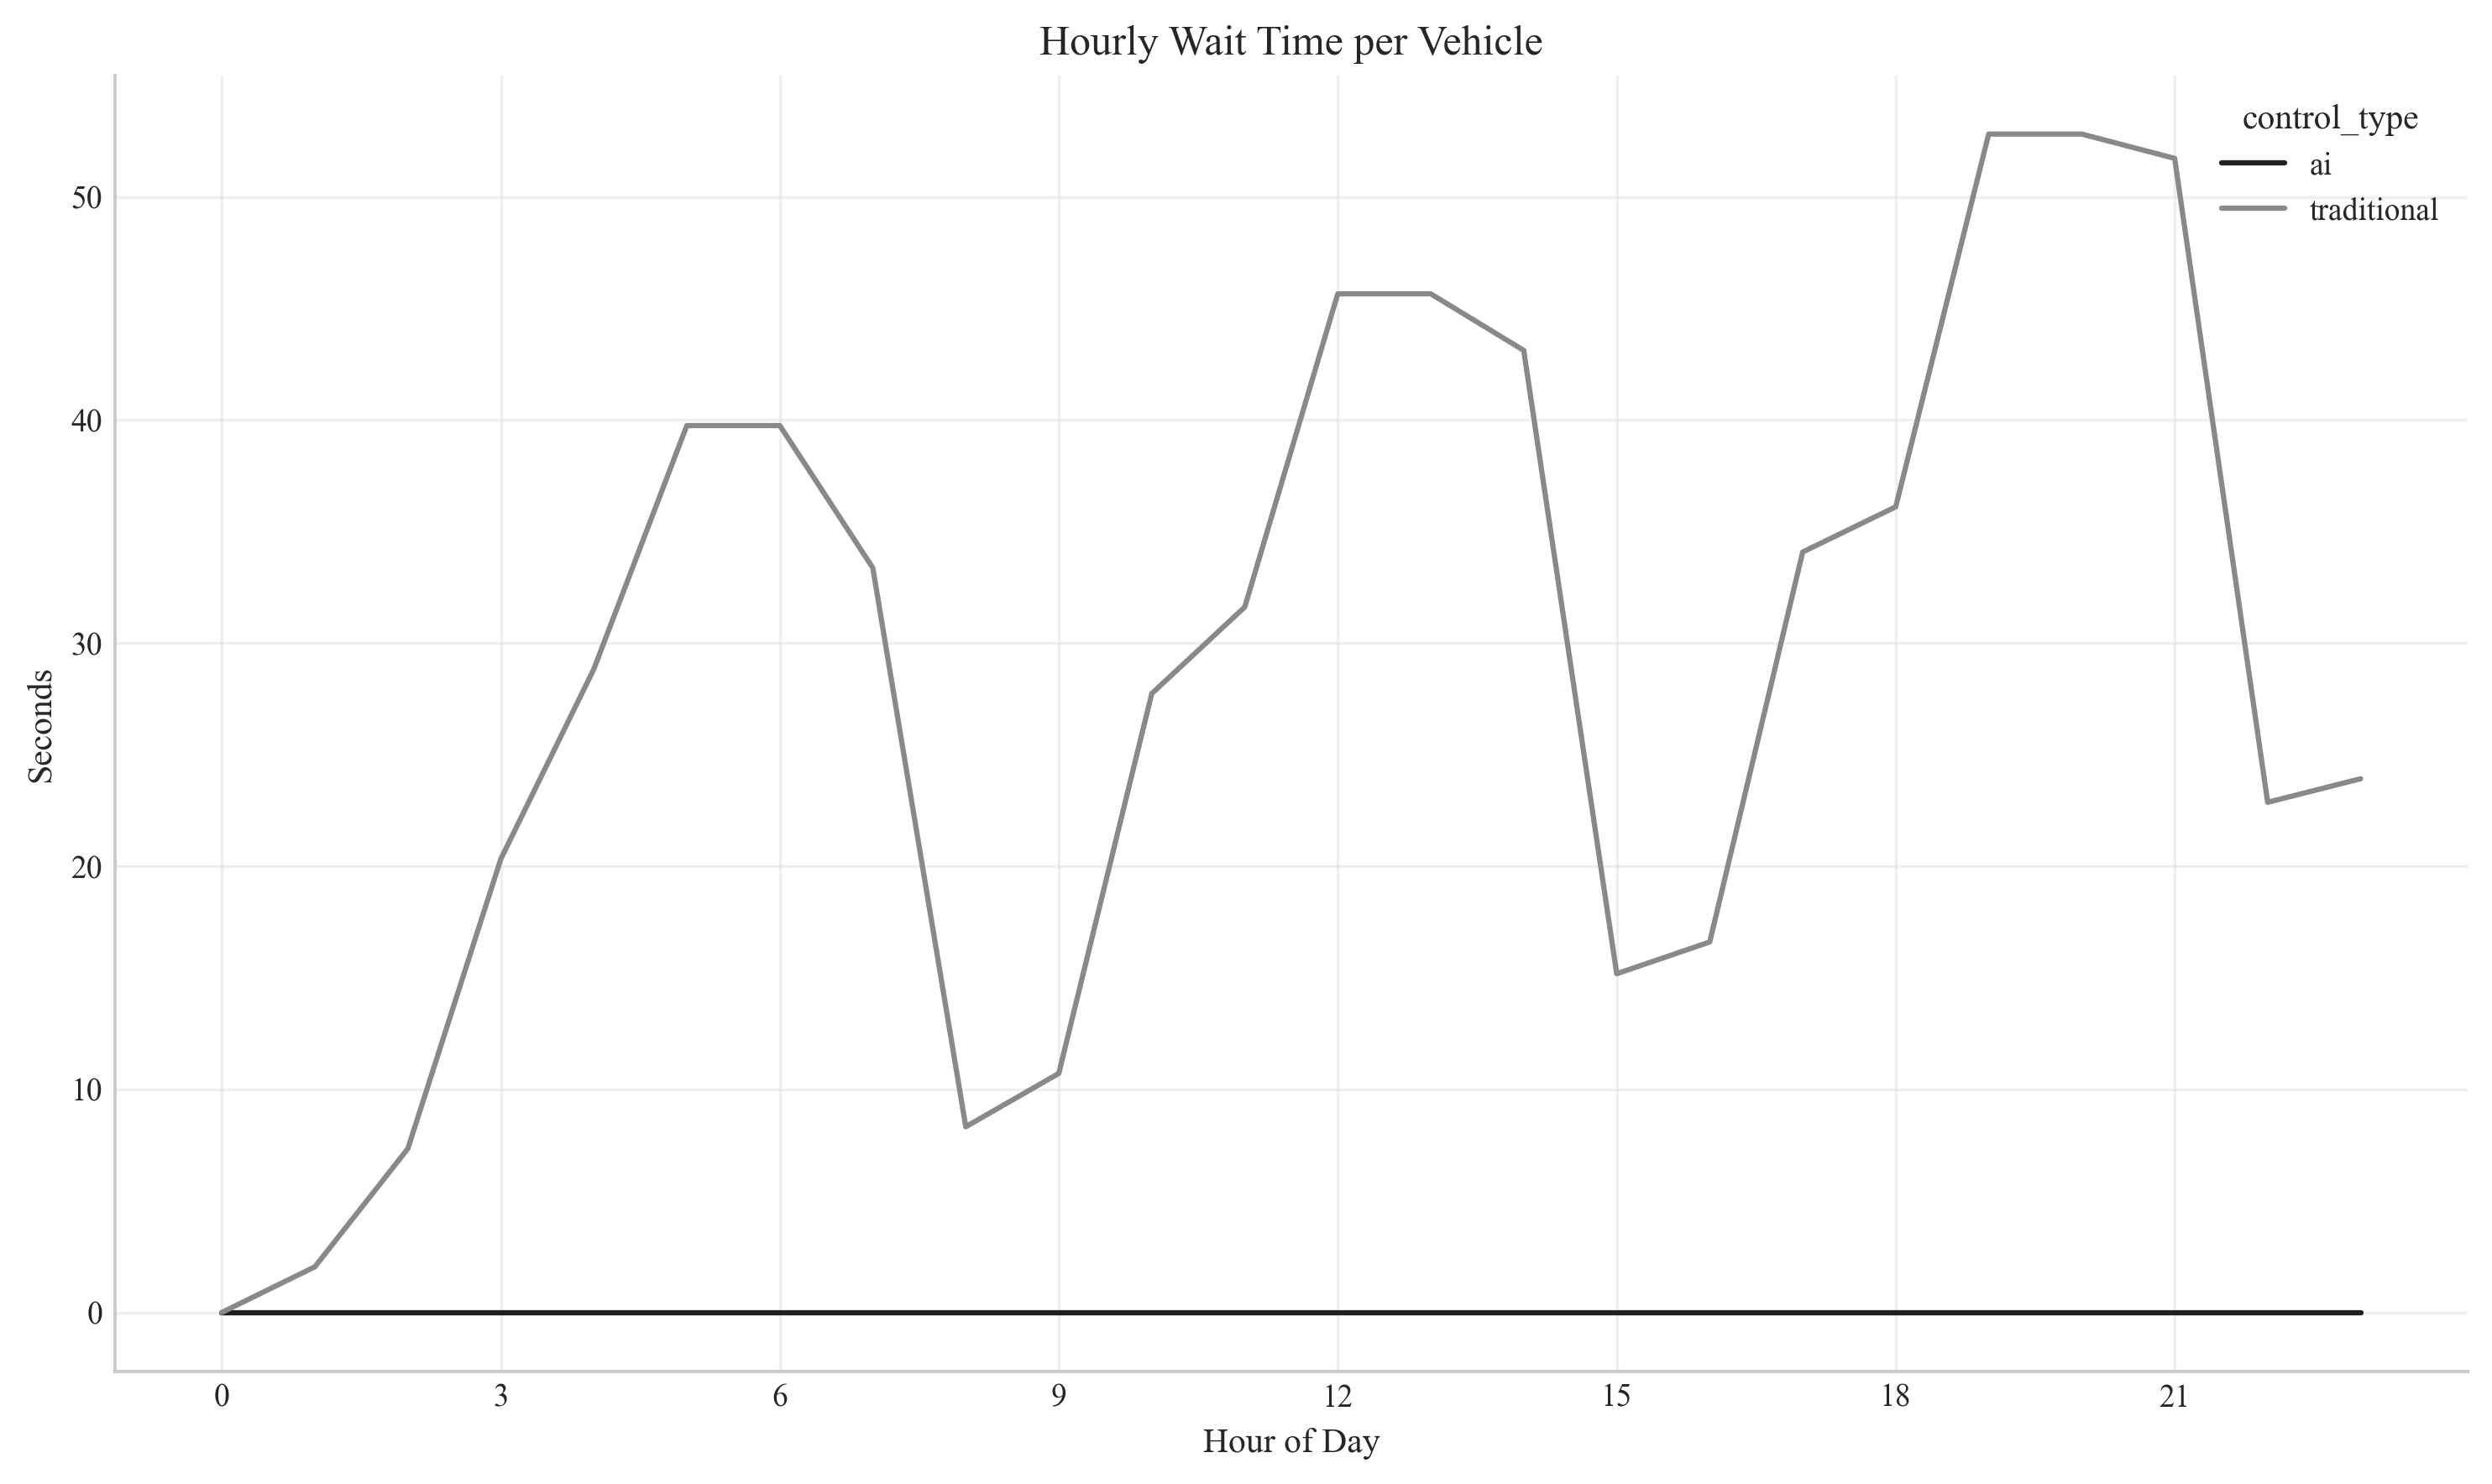 Hourly Wait Time per Vehicle
control_type
ai
traditional
50
40
30
20
10
0
Seconds
0 3 6 9 12 15 18 21
Hour of Day